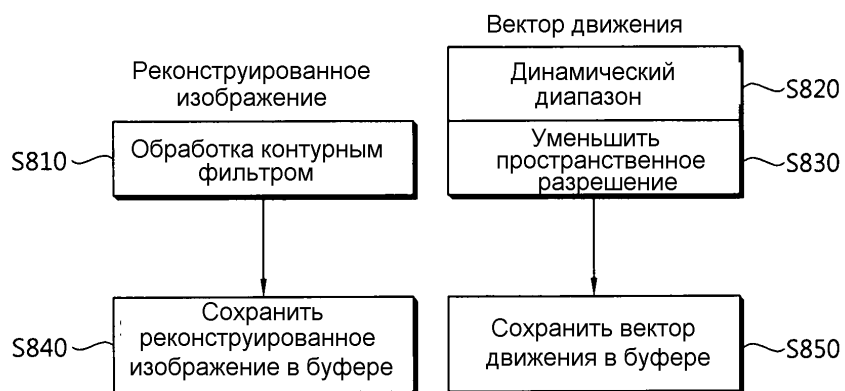 Реконструированное
изображение
S810
Обработка контурным
фильтром
S840
Сохранить
реконструированное
изображение в буфере
Вектор движения
Динамический
диапазон
S820
Уменьшить
пространственное
разрешение
S830
Сохранить вектор
движения в буфере
S850